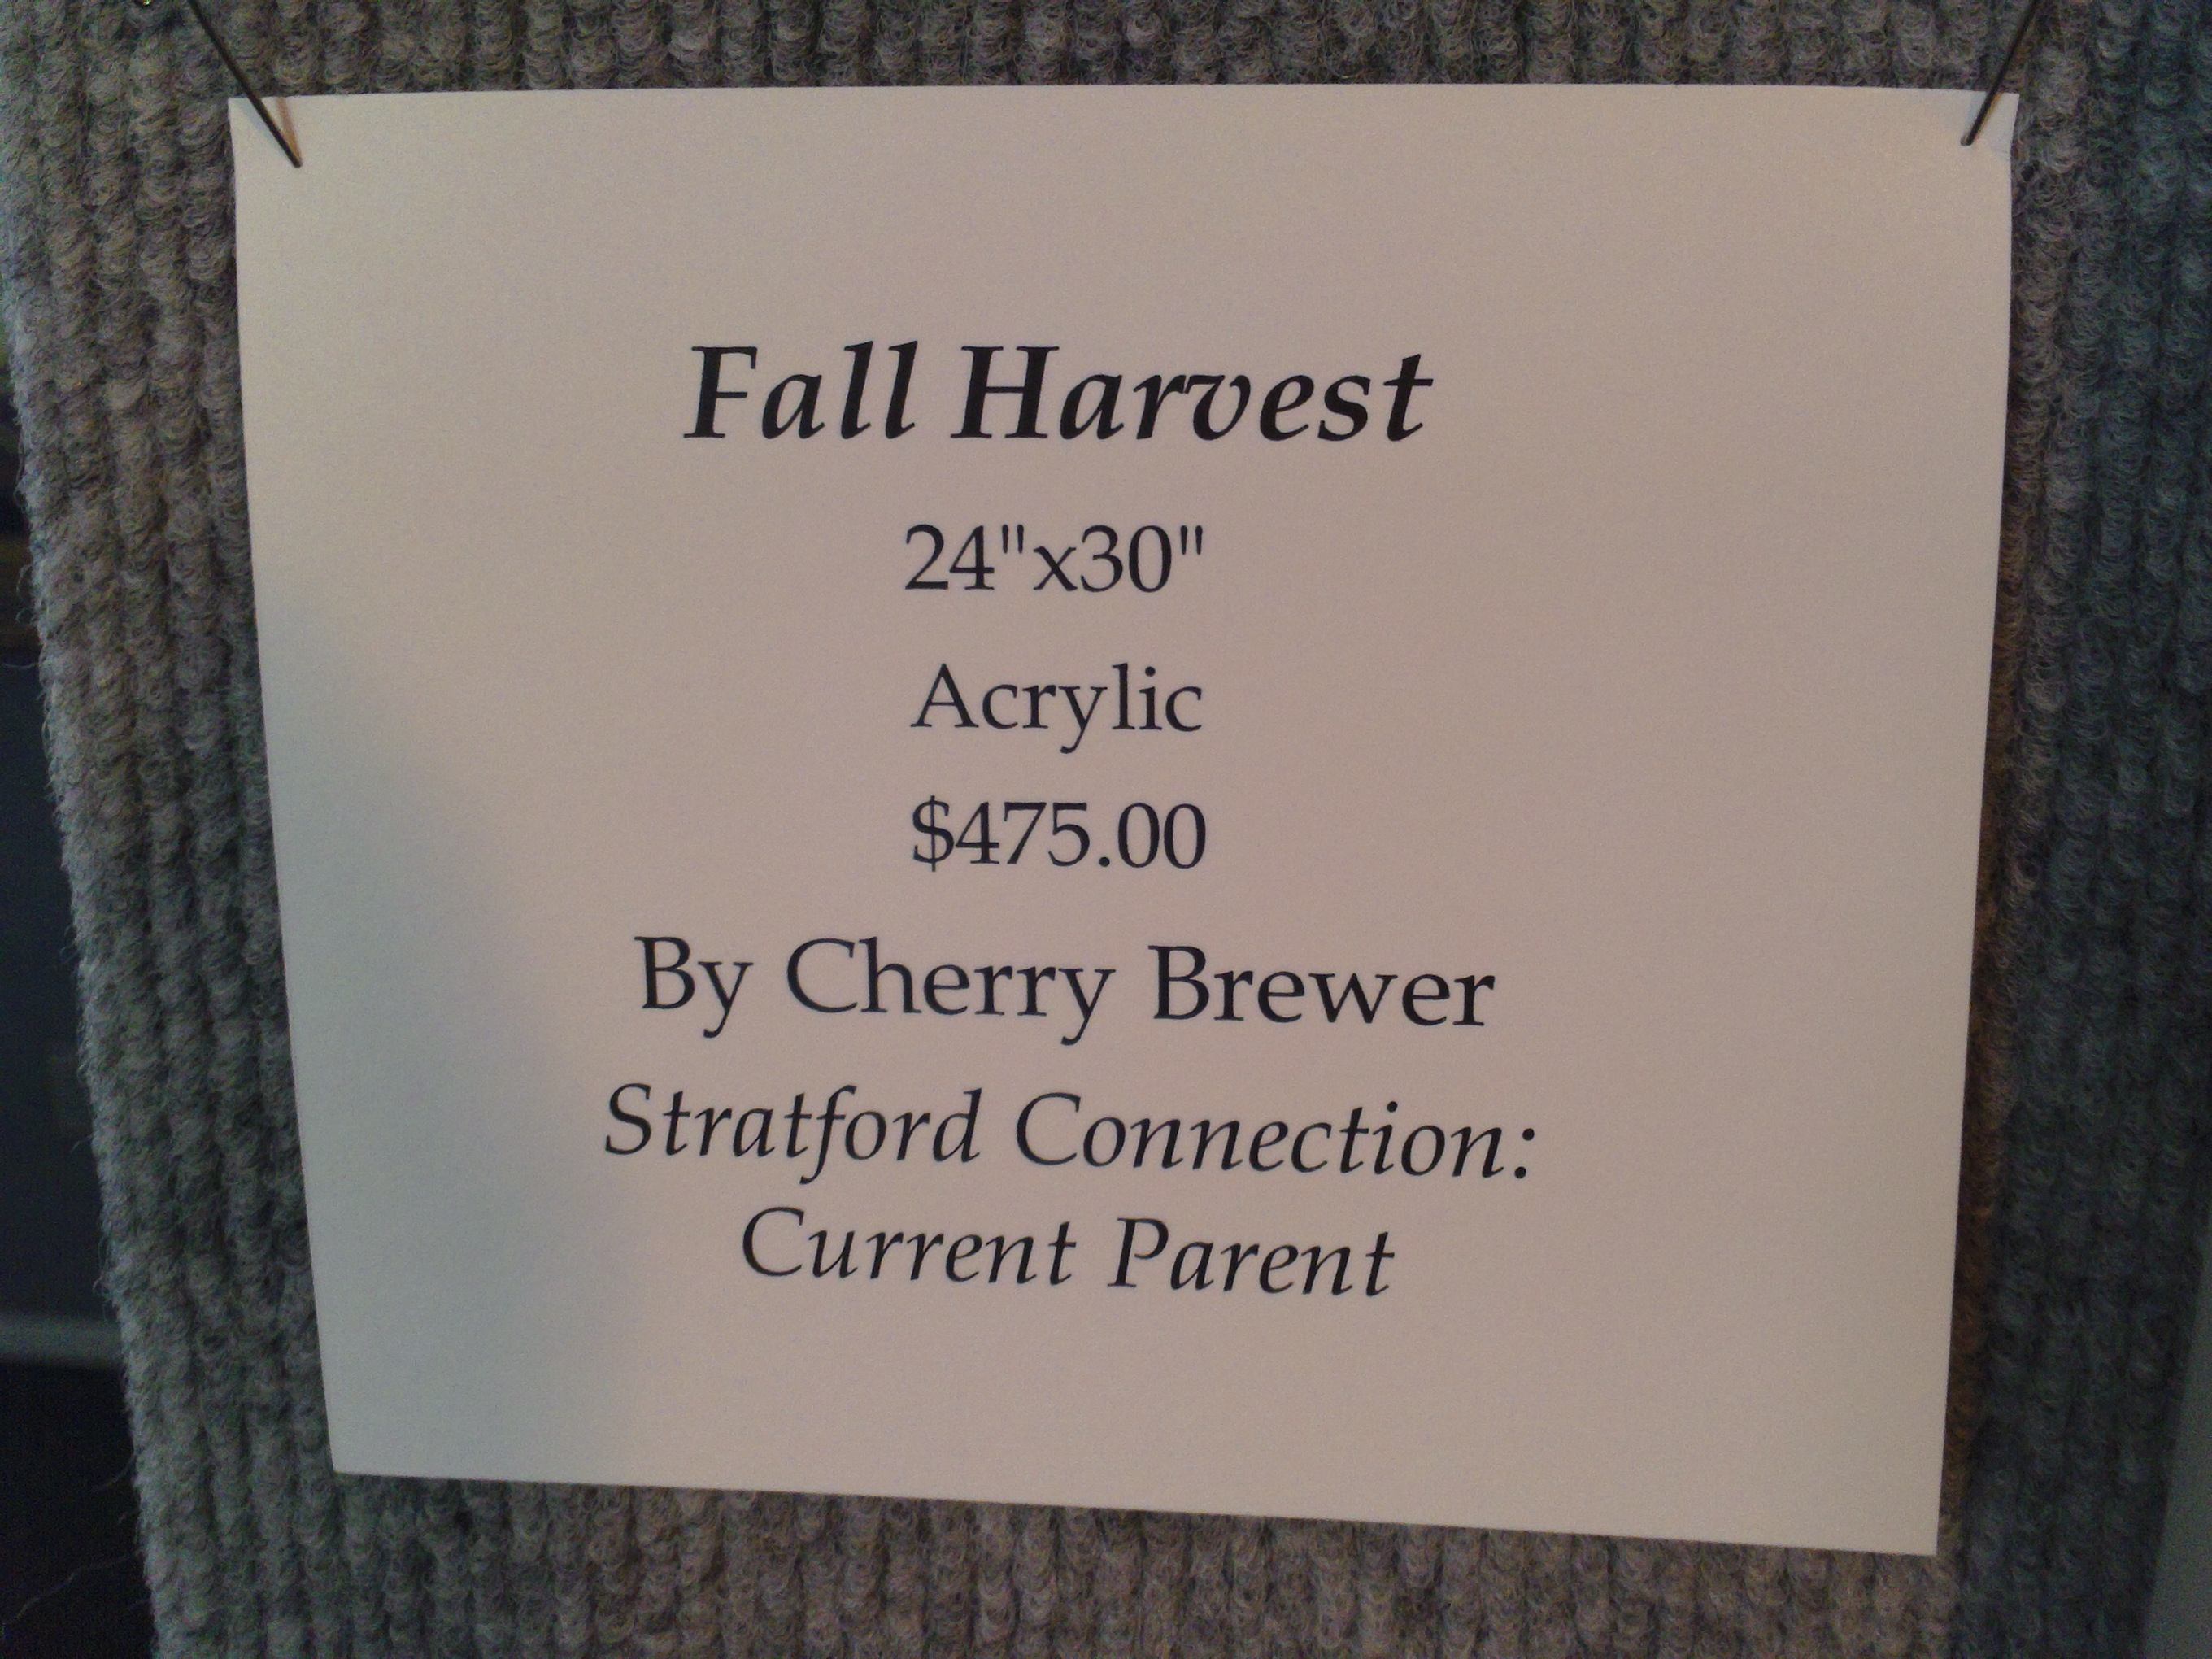 Fall Harvest
24"x30"
Acrylic
$475.00
By Cherry Brewer
Stratford Connection:
Current Parent